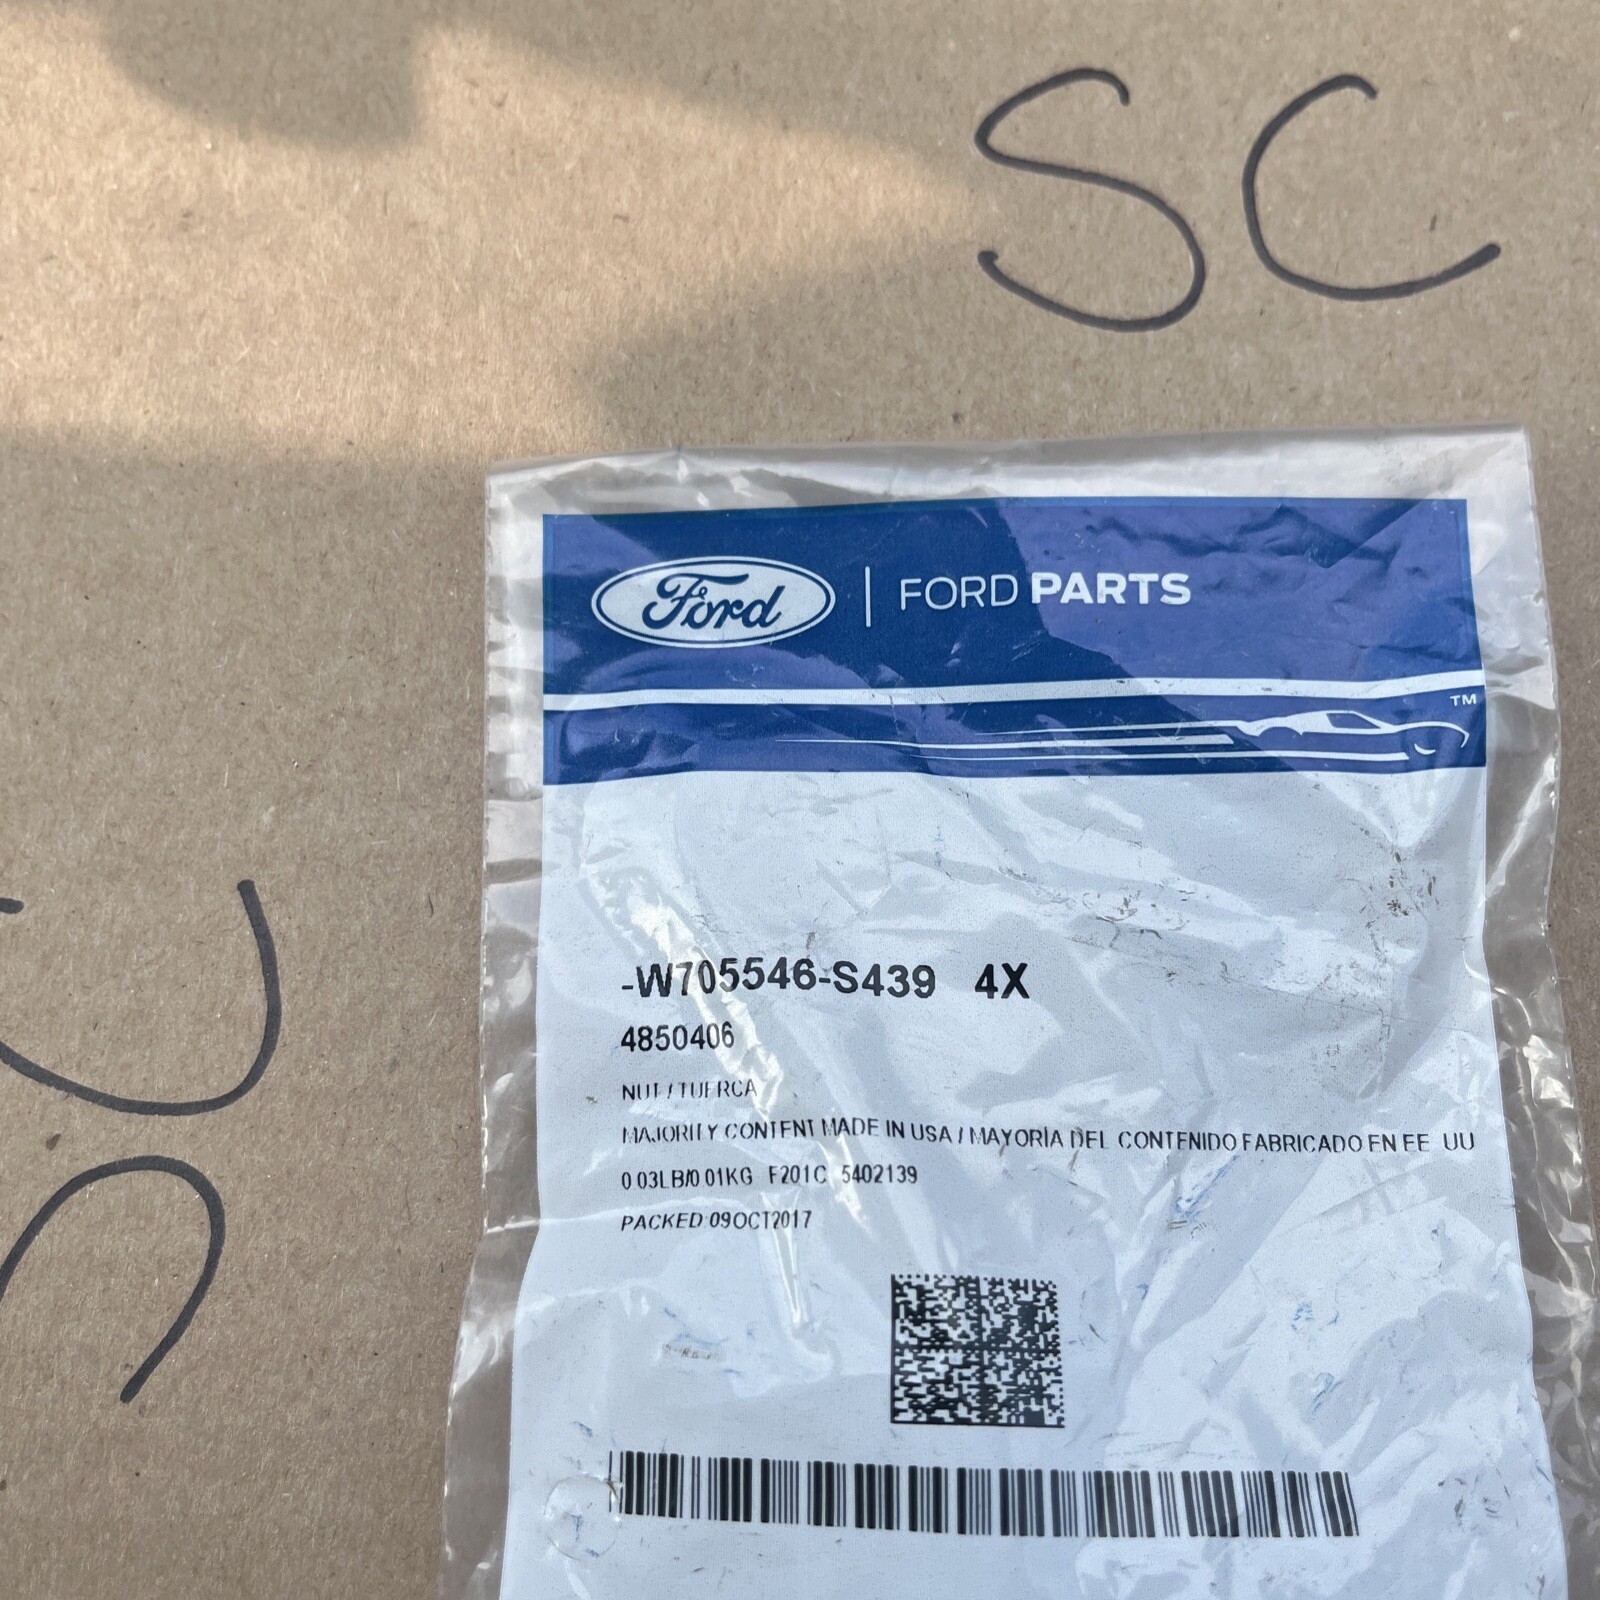 SC
Ford | FORD PARTS
TM
-W705546-S439 4X
4850406
NUT / TUERCA
MAJORITY CONTENT MADE IN USA / MAYORIA DEL CONTENIDO FABRICADO EN EE UU
0 03LB/0 01KG F201C 5402139
PACKED:09OCT2017